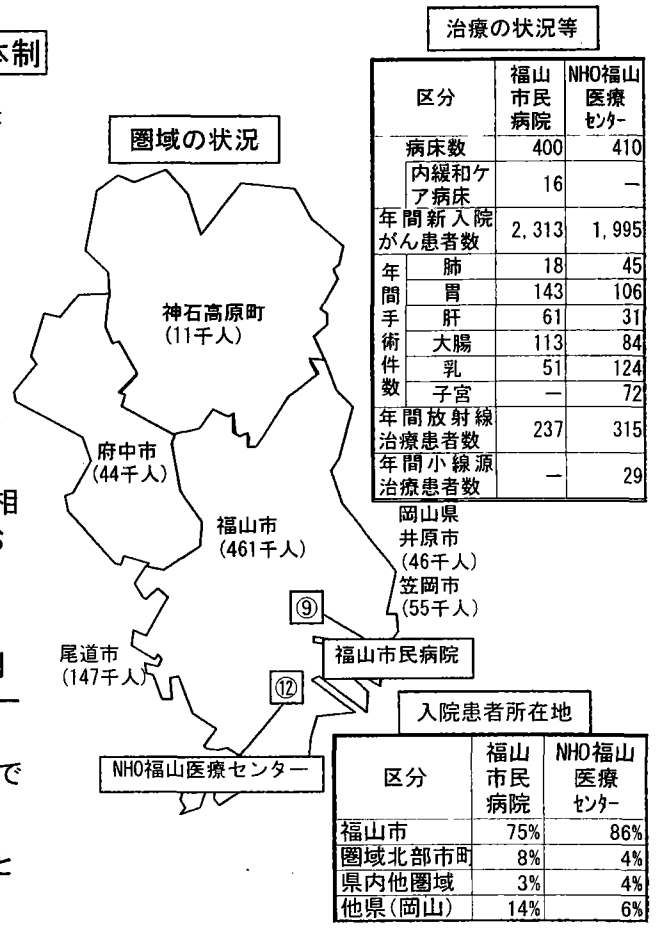 体制
圏域の状況
神石高原町
(11千人)
府中市
(44千人)
福山市
(461千人)
岡山県
井原市
(46千人)
笠岡市
(55千人)
尾道市
(147千人)
⑨
福山市民病院
⑫
NHO福山医療センター
相
で
と
治療の状況等
区分 福山市民病院 NHO福山医療センター
病床数 400 410
内緩和ケア病床 16 —
年間新入院がん患者数 2,313 1,995
年間手術件数
肺 18 45
胃 143 106
肝 61 31
大腸 113 84
乳 51 124
子宮 — 72
年間放射線治療患者数 237 315
年間小線源治療患者数 — 29
入院患者所在地
区分 福山市民病院 NHO福山医療センター
福山市 75% 86%
圏域北部市町 8% 4%
県内他圏域 3% 4%
他県(岡山) 14% 6%